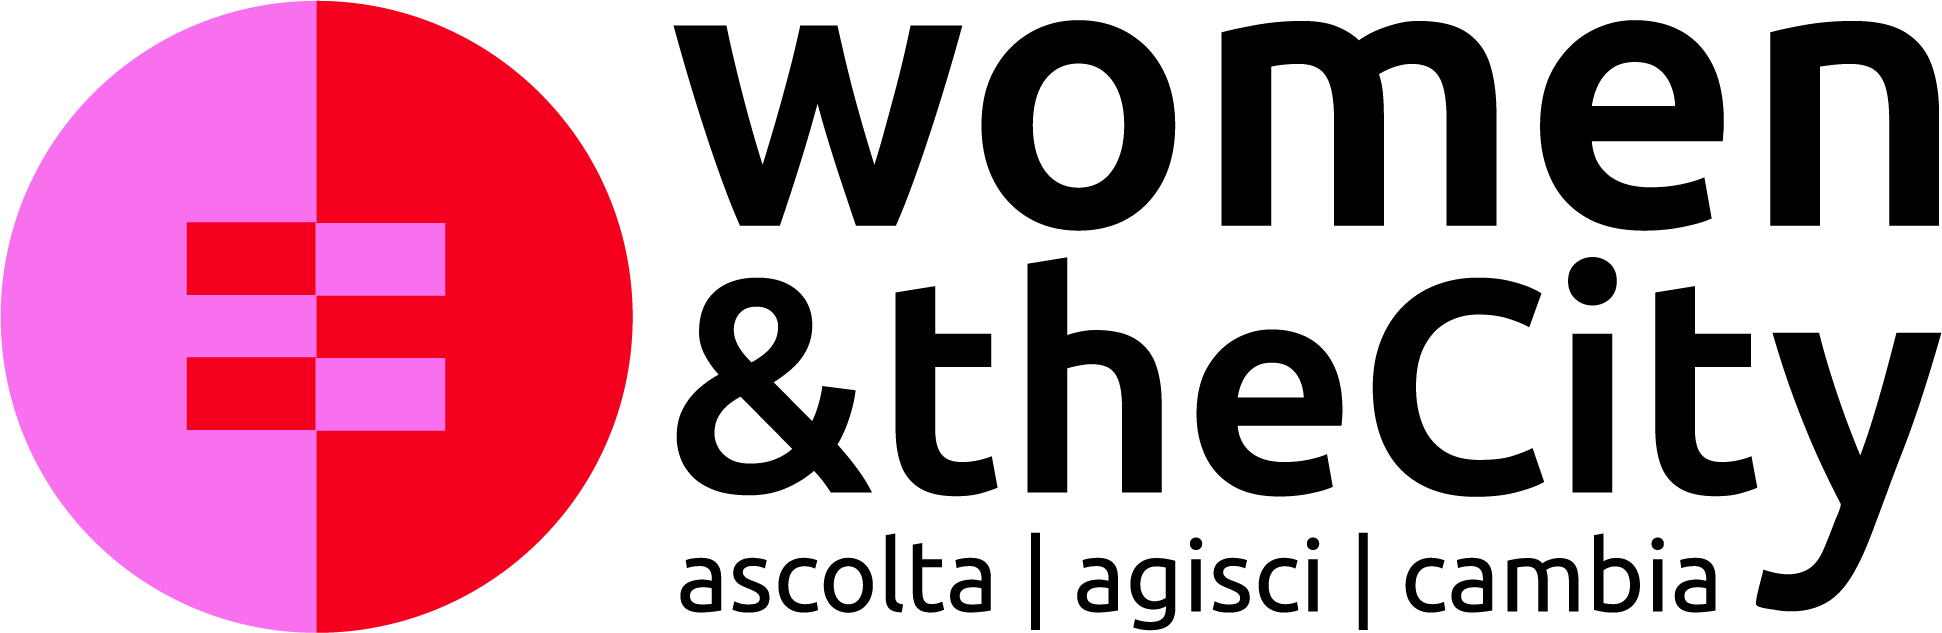 women
&theCity
ascolta | agisci | cambia